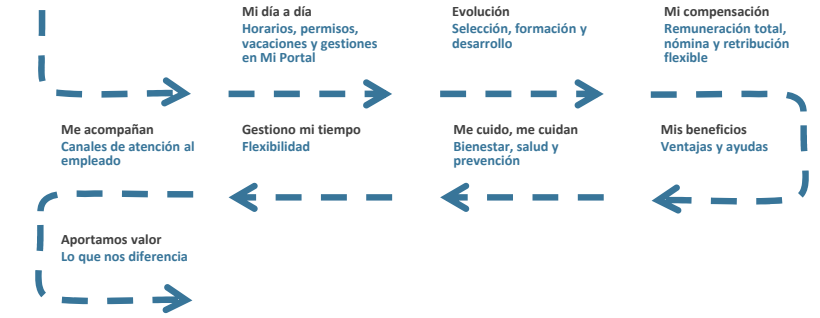 Mi día a día
Horarios, permisos,
vacaciones y gestiones
en Mi Portal
Evolución
Selección, formación y
desarrollo
Mi compensación
Remuneración total,
nómina y retribución
flexible
Me acompañan
Canales de atención al
empleado
Gestiono mi tiempo
Flexibilidad
Me cuido, me cuidan
Bienestar, salud y
prevención
Mis beneficios
Ventajas y ayudas
Aportamos valor
Lo que nos diferencia